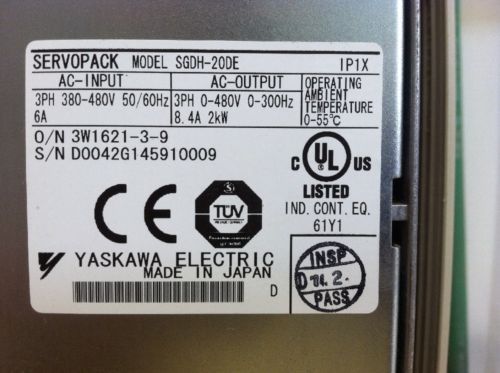 SERVOPACK MODEL SGDH-20DE IP1X
AC-INPUT AC-OUTPUT OPERATING AMBIENT TEMPERATURE
3PH 380-480V 50/60Hz 3PH 0-480V 0-300Hz
6A 8.4A 2kW 0-55℃
O/N 3W1621-3-9
S/N D0042G145910009
C UL US
LISTED
IND. CONT. EQ.
61Y1
CE
TÜV
YASKAWA ELECTRIC
MADE IN JAPAN
D
INSP
PASS